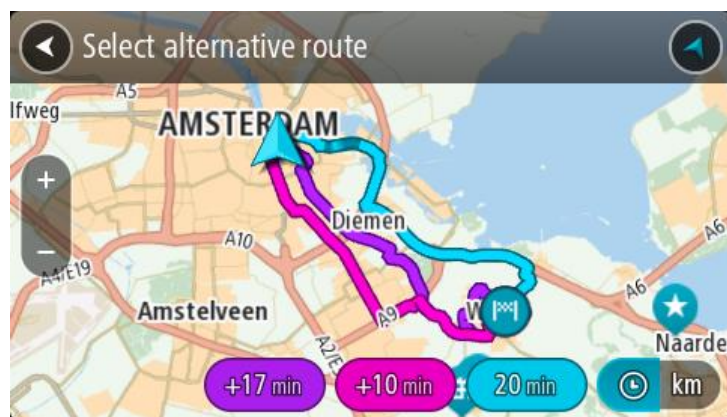 Select alternative route
A5
lfweg
AMSTERDAM
+
Diemen
A10
−
A6
A4/E19
A6
Amstelveen
A9
W
Naarde
A2/E
+17 min
+10 min
20 min
km